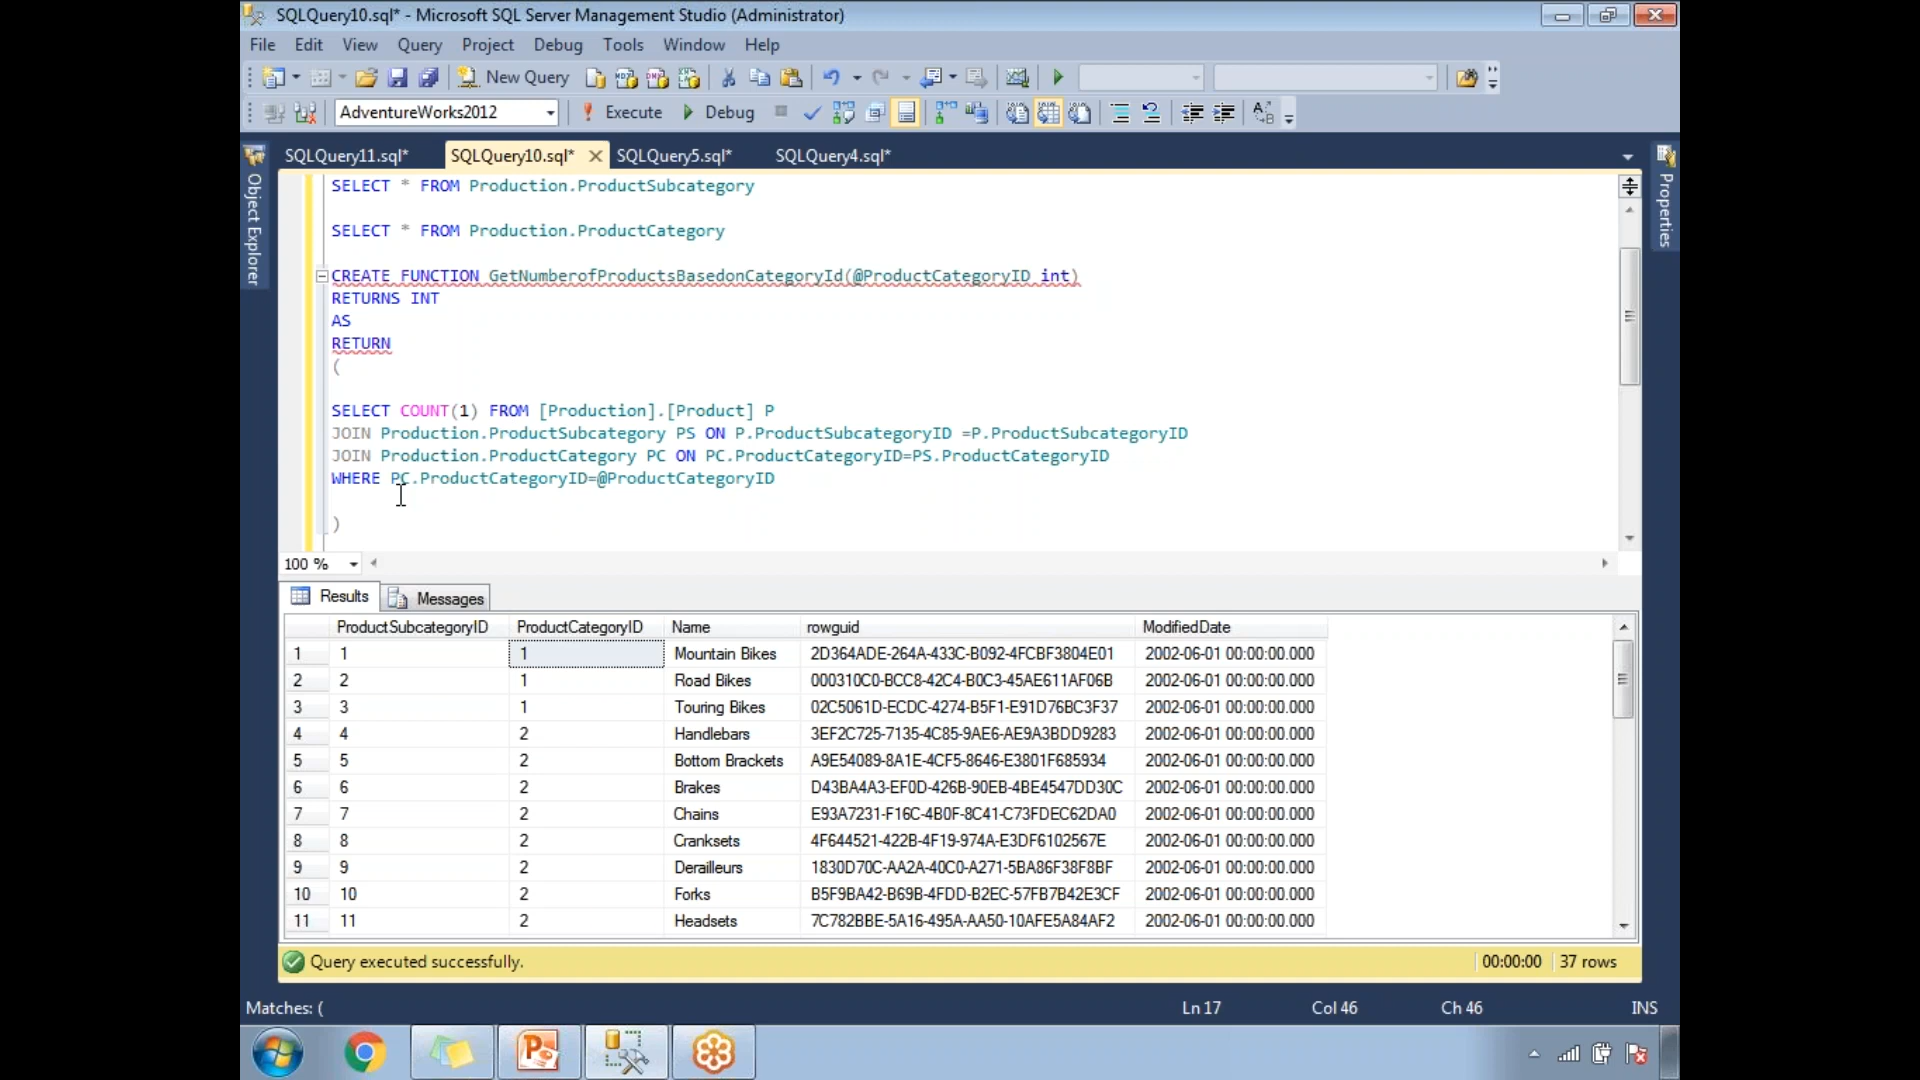 SQLQuery10.sql* - Microsoft SQL Server Management Studio (Administrator)
File Edit View Query Project Debug Tools Window Help
New Query
AdventureWorks2012 Execute Debug
SQLQuery11.sql* SQLQuery10.sql* SQLQuery5.sql* SQLQuery4.sql*
Object Explorer
Properties
SELECT * FROM Production.ProductSubcategory
SELECT * FROM Production.ProductCategory
CREATE FUNCTION GetNumberofProductsBasedonCategoryId(@ProductCategoryID int)
RETURNS INT
AS
RETURN
(
SELECT COUNT(1) FROM [Production].[Product] P
JOIN Production.ProductSubcategory PS ON P.ProductSubcategoryID =P.ProductSubcategoryID
JOIN Production.ProductCategory PC ON PC.ProductCategoryID=PS.ProductCategoryID
WHERE PC.ProductCategoryID=@ProductCategoryID
)
100 %
Results Messages
ProductSubcategoryID ProductCategoryID Name rowguid ModifiedDate
1 1 1 Mountain Bikes 2D364ADE-264A-433C-B092-4FCBF3804E01 2002-06-01 00:00:00.000
2 2 1 Road Bikes 000310C0-BCC8-42C4-B0C3-45AE611AF06B 2002-06-01 00:00:00.000
3 3 1 Touring Bikes 02C5061D-ECDC-4274-B5F1-E91D76BC3F37 2002-06-01 00:00:00.000
4 4 2 Handlebars 3EF2C725-7135-4C85-9AE6-AE9A3BDD9283 2002-06-01 00:00:00.000
5 5 2 Bottom Brackets A9E54089-8A1E-4CF5-8646-E3801F685934 2002-06-01 00:00:00.000
6 6 2 Brakes D43BA4A3-EF0D-426B-90EB-4BE4547DD30C 2002-06-01 00:00:00.000
7 7 2 Chains E93A7231-F16C-4B0F-8C41-C73FDEC62DA0 2002-06-01 00:00:00.000
8 8 2 Cranksets 4F644521-422B-4F19-974A-E3DF6102567E 2002-06-01 00:00:00.000
9 9 2 Derailleurs 1830D70C-AA2A-40C0-A271-5BA86F38F8BF 2002-06-01 00:00:00.000
10 10 2 Forks B5F9BA42-B69B-4FDD-B2EC-57FB7B42E3CF 2002-06-01 00:00:00.000
11 11 2 Headsets 7C782BBE-5A16-495A-AA50-10AFE5A84AF2 2002-06-01 00:00:00.000
Query executed successfully. 00:00:00 37 rows
Matches: ( Ln 17 Col 46 Ch 46 INS